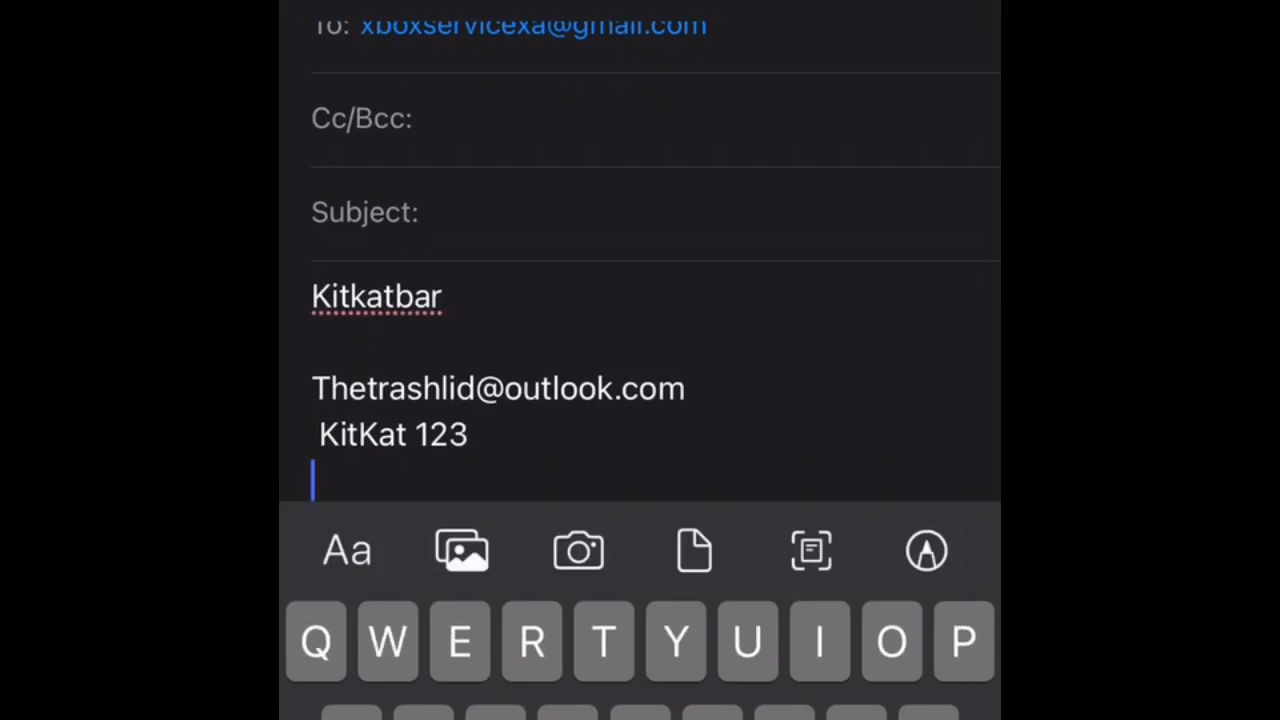 To: xboxservicexa@gmail.com
Cc/Bcc:
Subject:
Kitkatbar
Thetrashlid@outlook.com
KitKat 123
Aa
Q W E R T Y U I O P